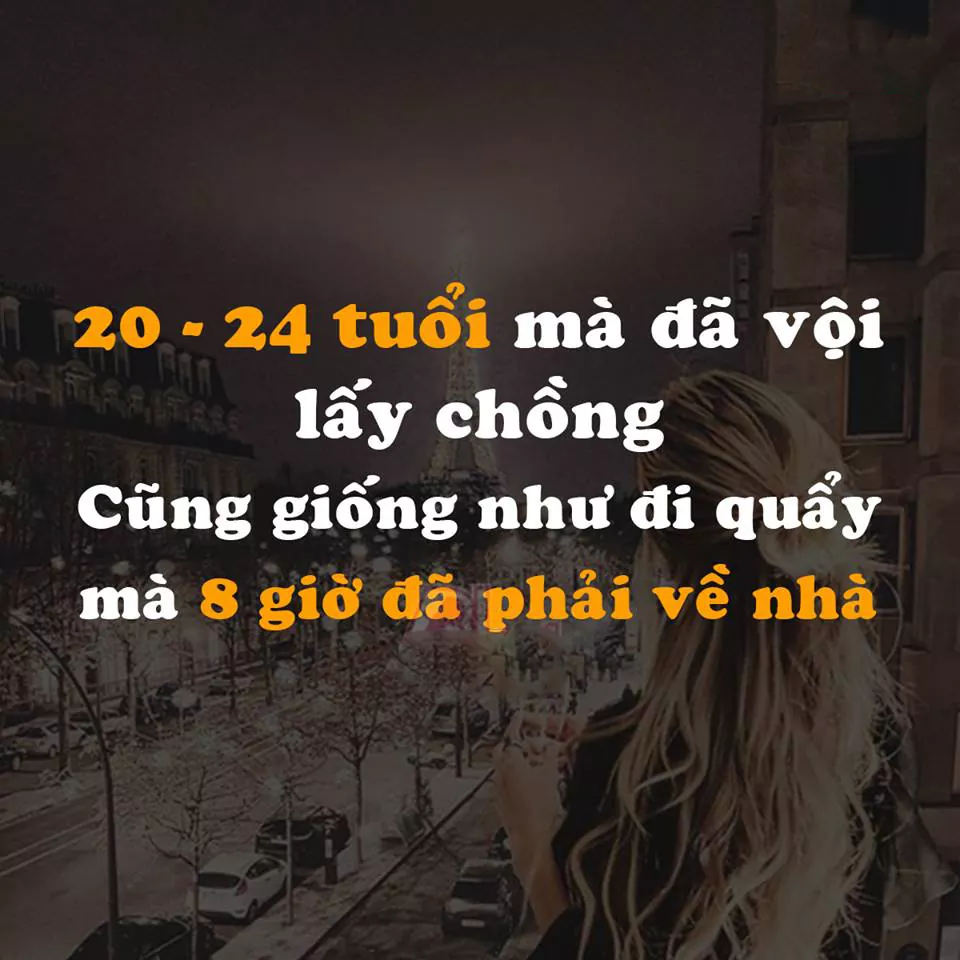 20 - 24 tuổi mà đã vội
lấy chồng
Cũng giống như đi quẩy
mà 8 giờ đã phải về nhà